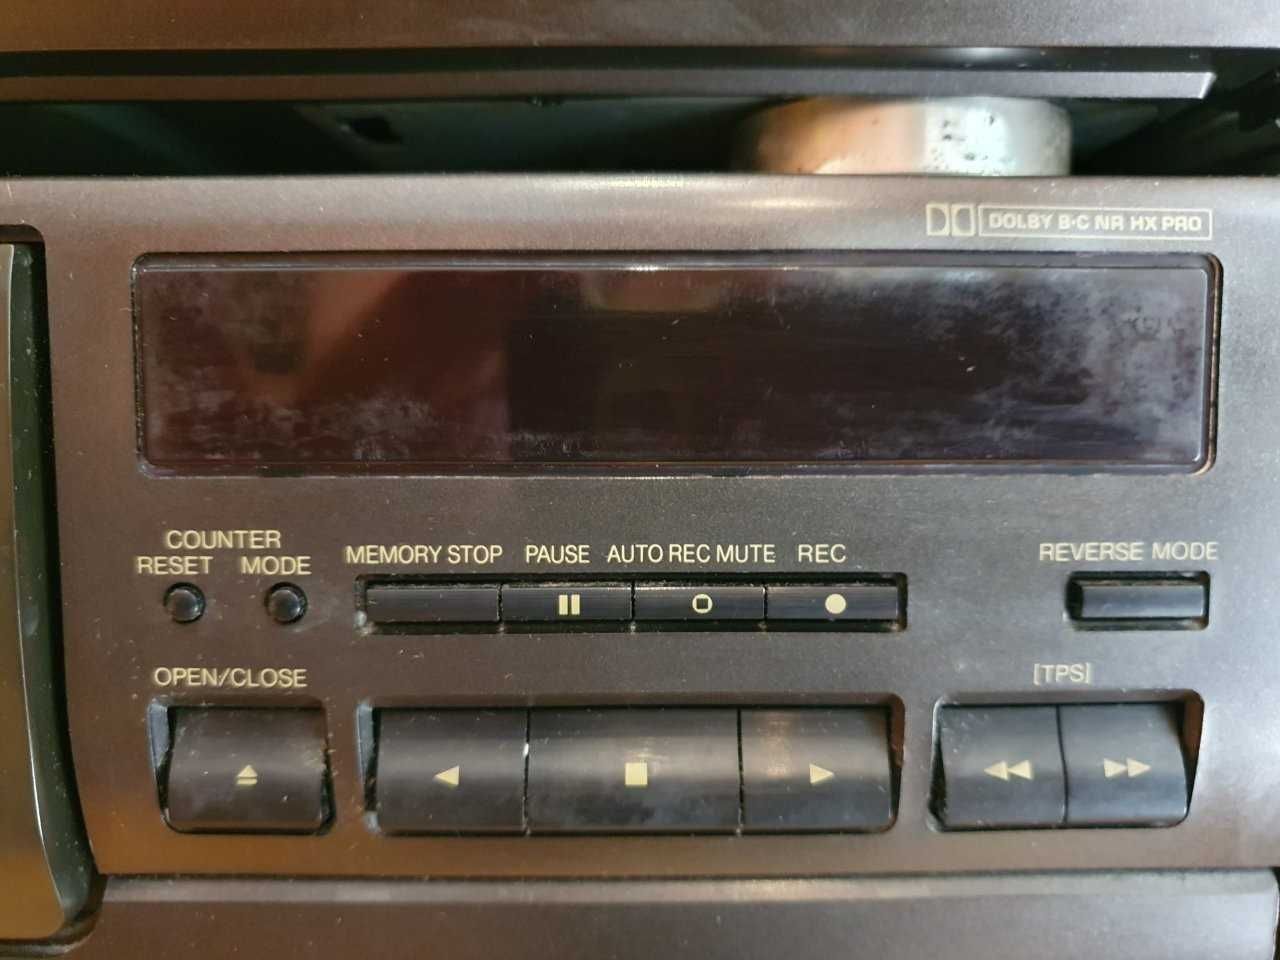 DOLBY B·C NR HX PRO
COUNTER
RESET MODE
MEMORY STOP PAUSE AUTO REC MUTE REC
REVERSE MODE
OPEN/CLOSE
[TPS]